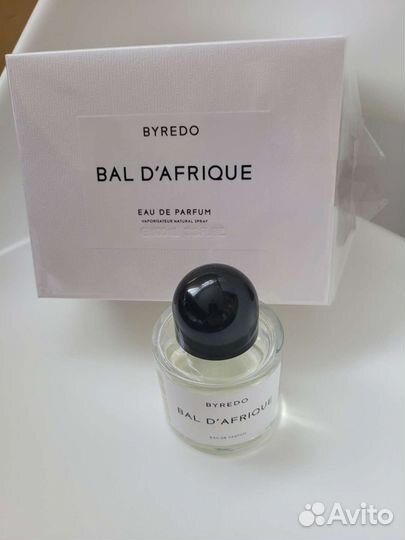 BYREDO
BAL D'AFRIQUE
EAU DE PARFUM
VAPORISATEUR NATURAL SPRAY
BYREDO
BAL D'AFRIQUE
EAU DE PARFUM
Avito